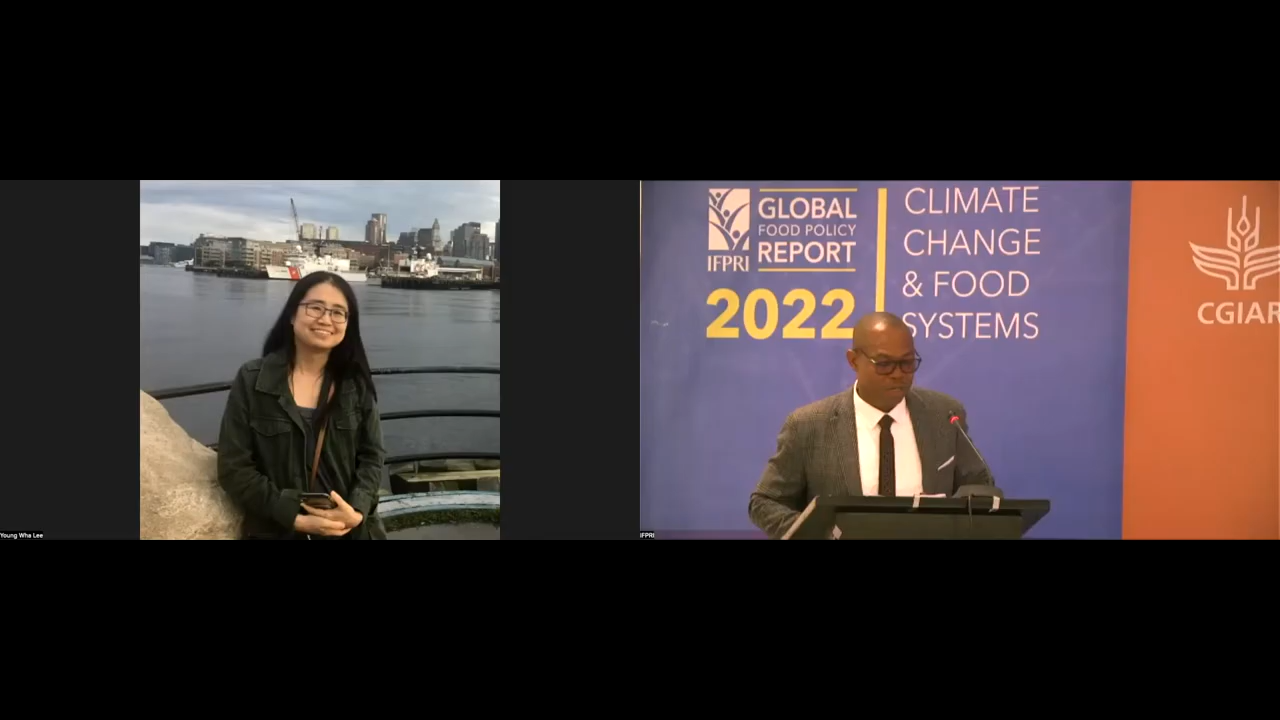 Young Wha Lee
IFPRI
GLOBAL
FOOD POLICY
REPORT
2022
CLIMATE
CHANGE
& FOOD
SYSTEMS
CGIAR
IFPRI